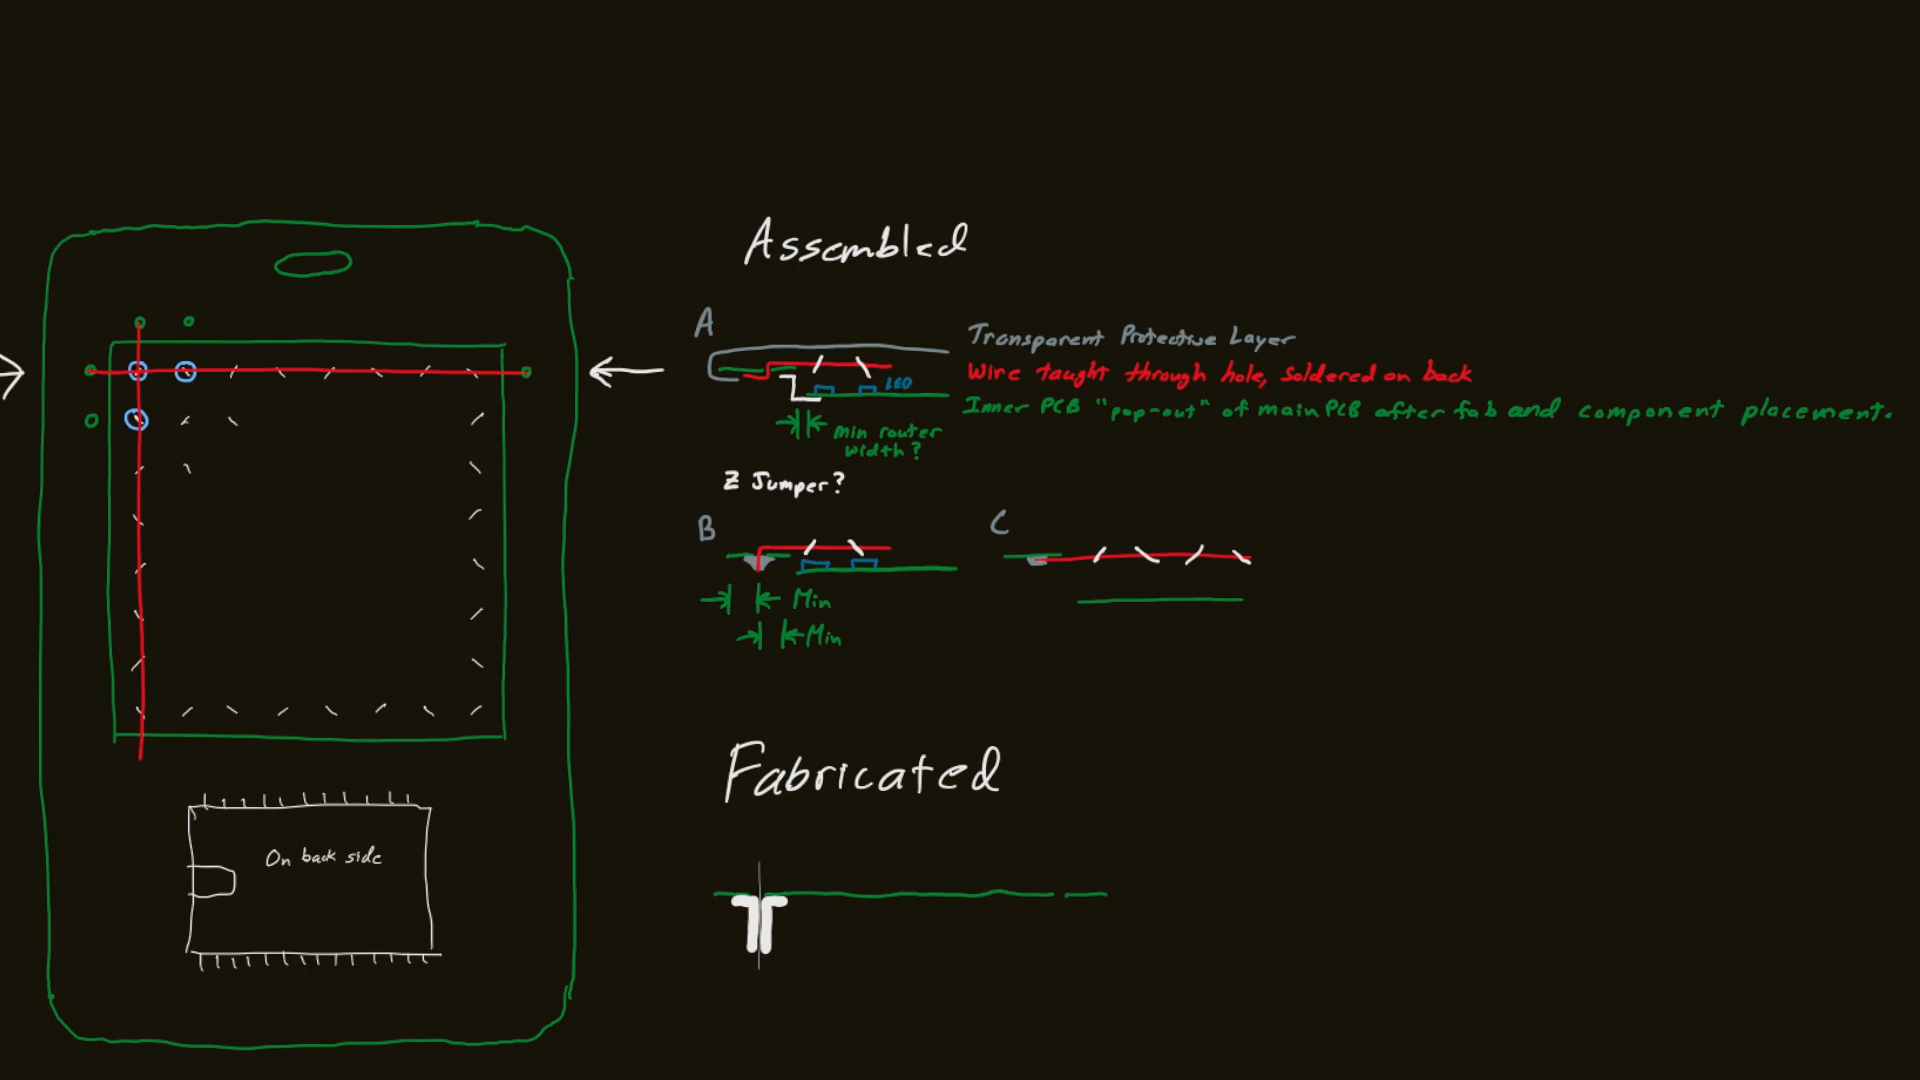 Assembled
A
Transparent Protective Layer
Wire taught through hole, soldered on back
LED
Inner PCB "pop-out" of main PCB after fab and component placement.
Min router
width?
Z Jumper?
B
C
Min
Min
Fabricated
On back side